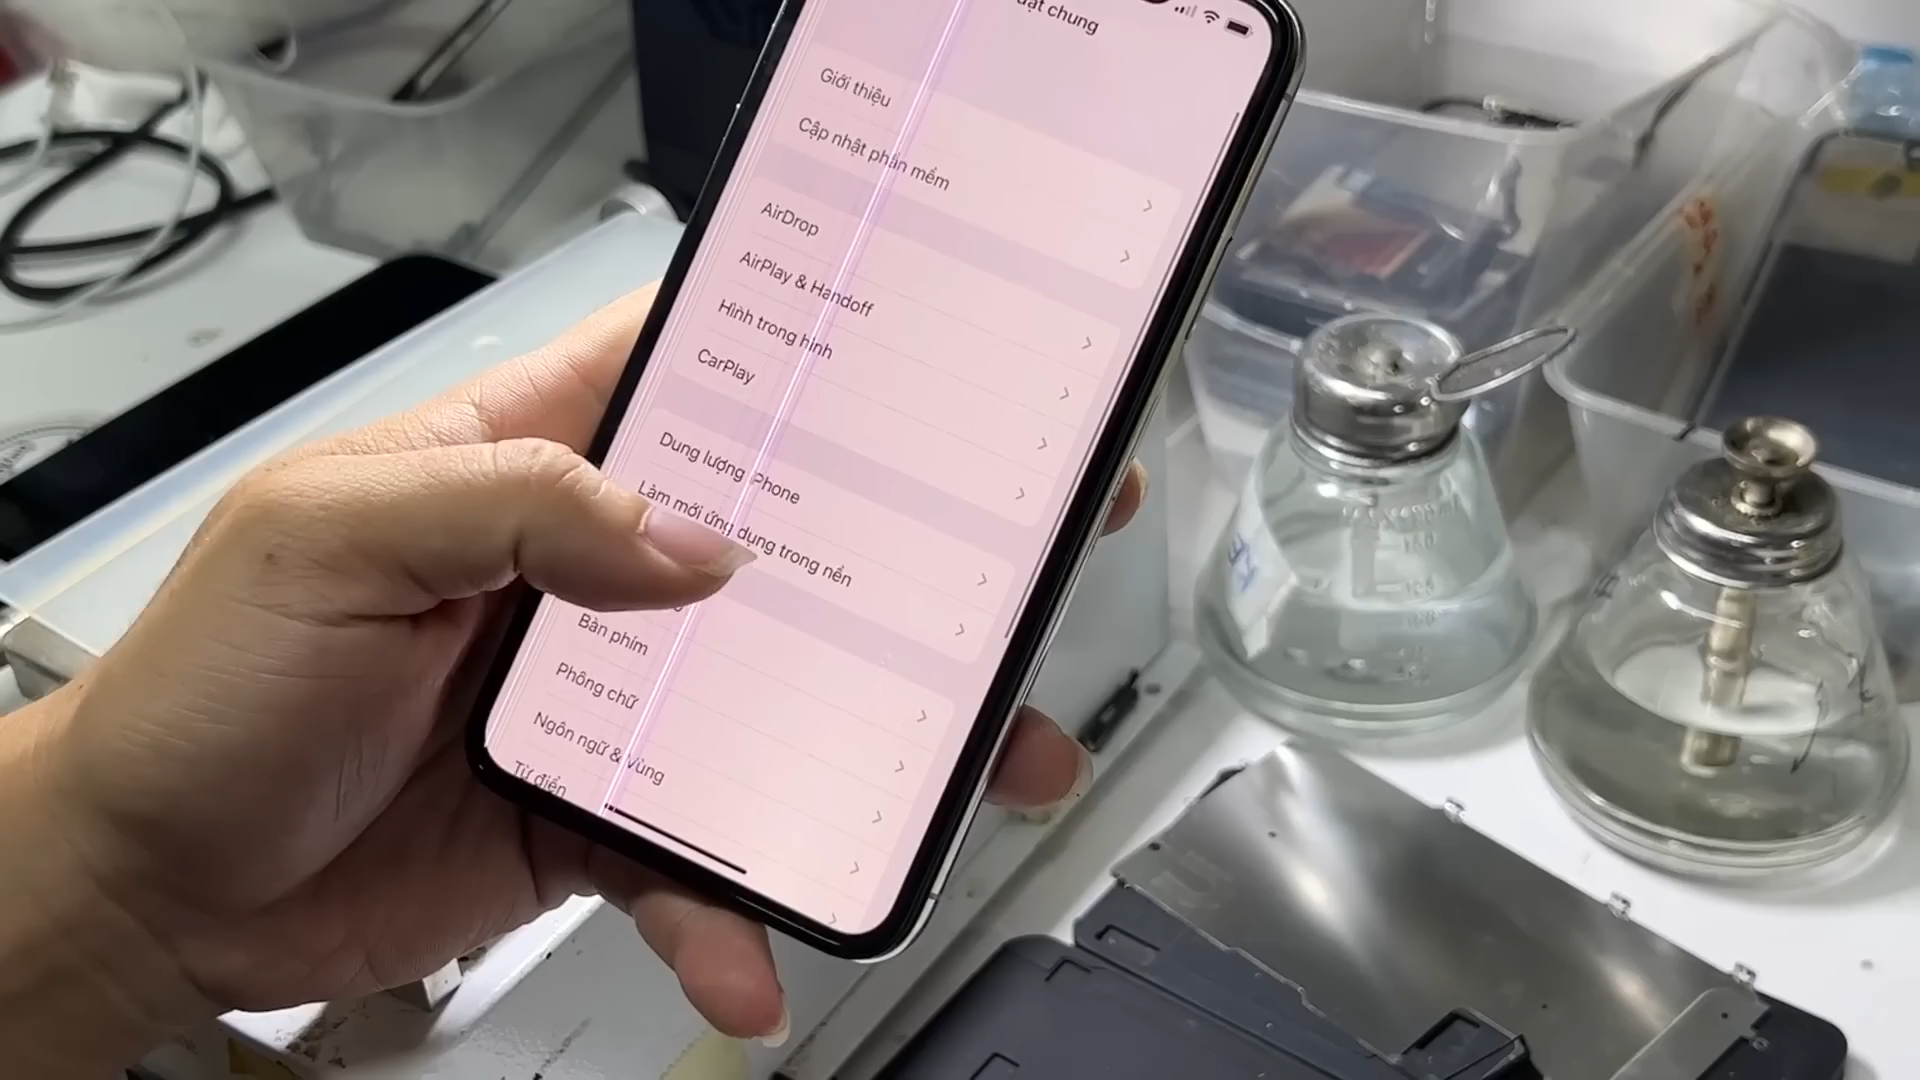 chung
Giới thiệu
Cập nhật phần mềm
AirDrop
AirPlay & Handoff
Hình trong hình
CarPlay
Dung lượng iPhone
Làm mới ứng dụng trong nền
Bàn phím
Phông chữ
Ngôn ngữ & Vùng
Từ điển